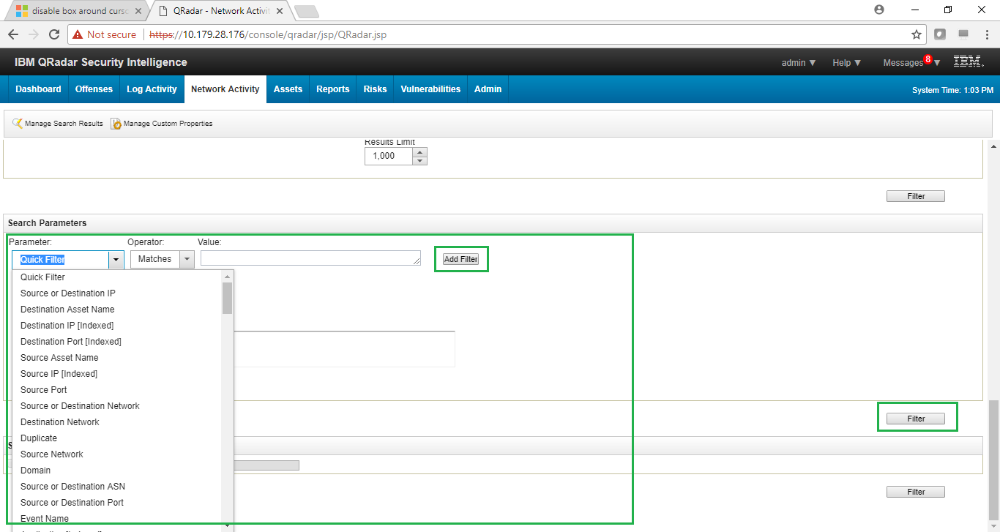 disable box around curso
QRadar - Network Activit
Not secure https://10.179.28.176/console/qradar/jsp/QRadar.jsp
IBM QRadar Security Intelligence
admin Help Messages 8 IBM
Dashboard Offenses Log Activity Network Activity Assets Reports Risks Vulnerabilities Admin System Time: 1:03 PM
Manage Search Results Manage Custom Properties
Results Limit
1,000
Filter
Search Parameters
Parameter: Operator: Value:
Quick Filter Matches Add Filter
Quick Filter
Source or Destination IP
Destination Asset Name
Destination IP [Indexed]
Destination Port [Indexed]
Source Asset Name
Source IP [Indexed]
Source Port
Source or Destination Network
Destination Network
Filter
Duplicate
Source Network
Domain
Source or Destination ASN
Filter
Source or Destination Port
Event Name